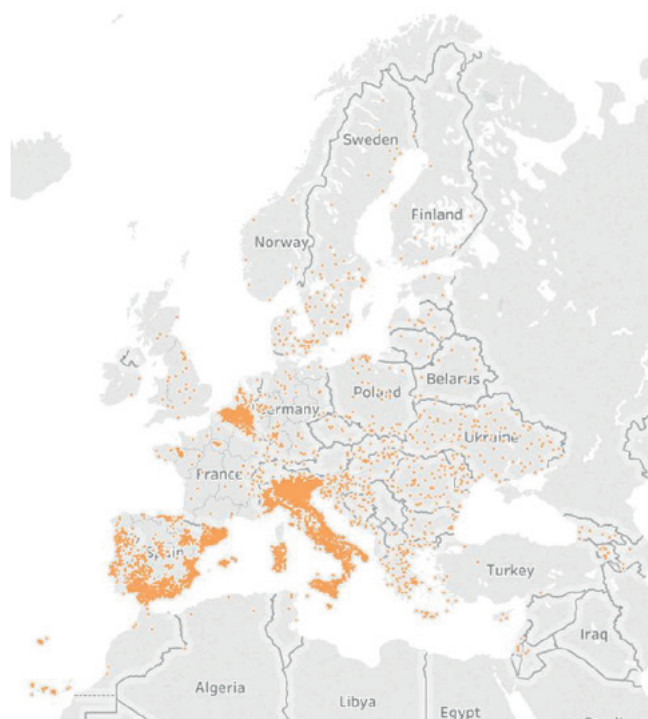 Sweden
Finland
Norway
Poland
Belarus
Germany
Ukraine
France
Spain
Turkey
Iraq
Algeria
Libya
Egypt